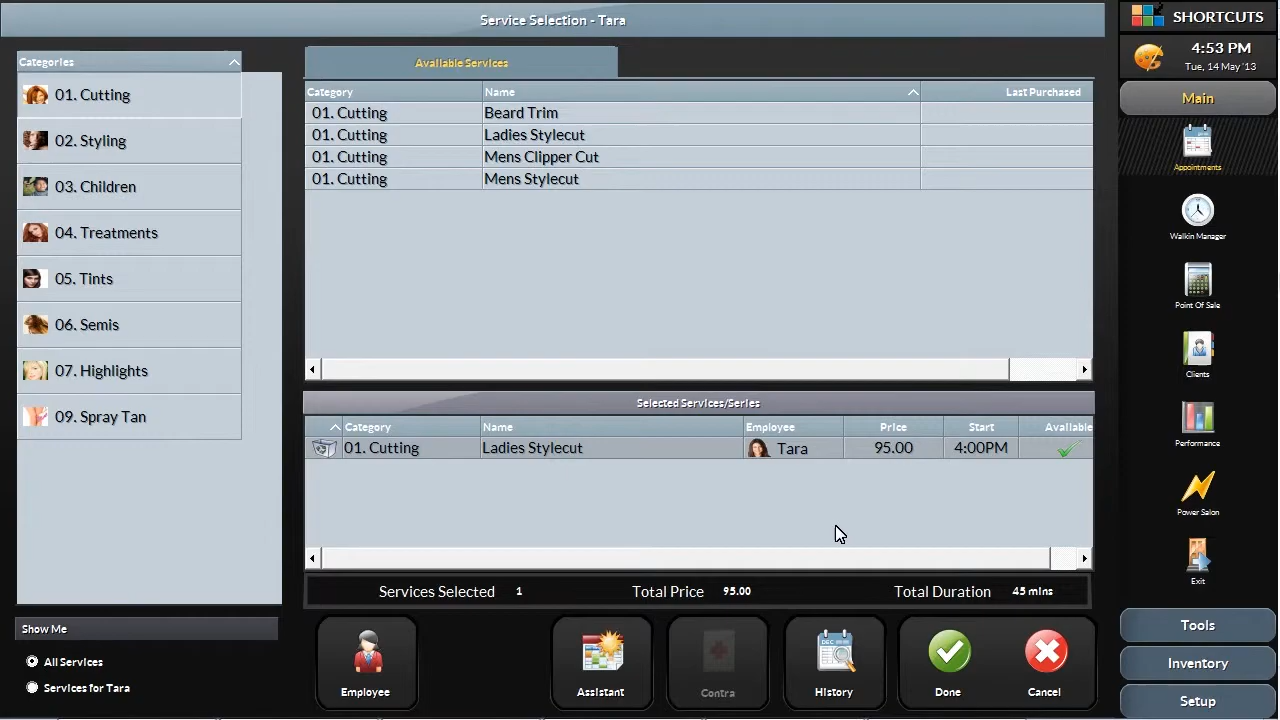 Service Selection - Tara
SHORTCUTS
4:53 PM
Tue, 14 May '13
Categories
01. Cutting
02. Styling
03. Children
04. Treatments
05. Tints
06. Semis
07. Highlights
09. Spray Tan
Show Me
All Services
Services for Tara
Available Services
Category Name Last Purchased
01. Cutting Beard Trim
01. Cutting Ladies Stylecut
01. Cutting Mens Clipper Cut
01. Cutting Mens Stylecut
Selected Services/Series
Category Name Employee Price Start Available
01. Cutting Ladies Stylecut Tara 95.00 4:00PM
Services Selected 1 Total Price 95.00 Total Duration 45 mins
Employee
Assistant
Contra
History
Done
Cancel
Main
Appointments
Walkin Manager
Point Of Sale
Clients
Performance
Power Salon
Exit
Tools
Inventory
Setup